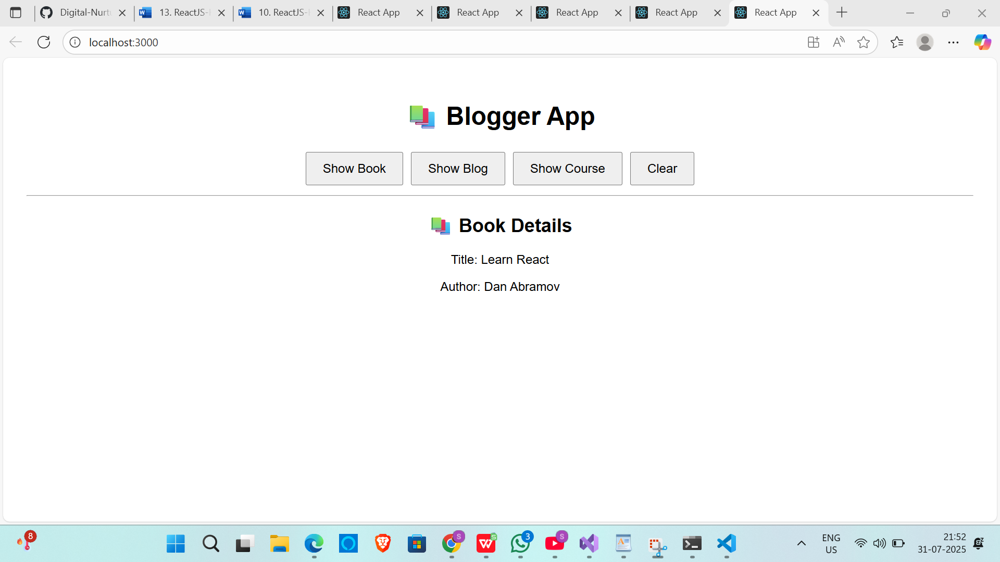 Digital-Nurtu
13. ReactJS-H
10. ReactJS-H
React App
React App
React App
React App
React App
localhost:3000
Blogger App
Show Book
Show Blog
Show Course
Clear
Book Details
Title: Learn React
Author: Dan Abramov
8
S
S
3
S
ENG
US
21:52
31-07-2025